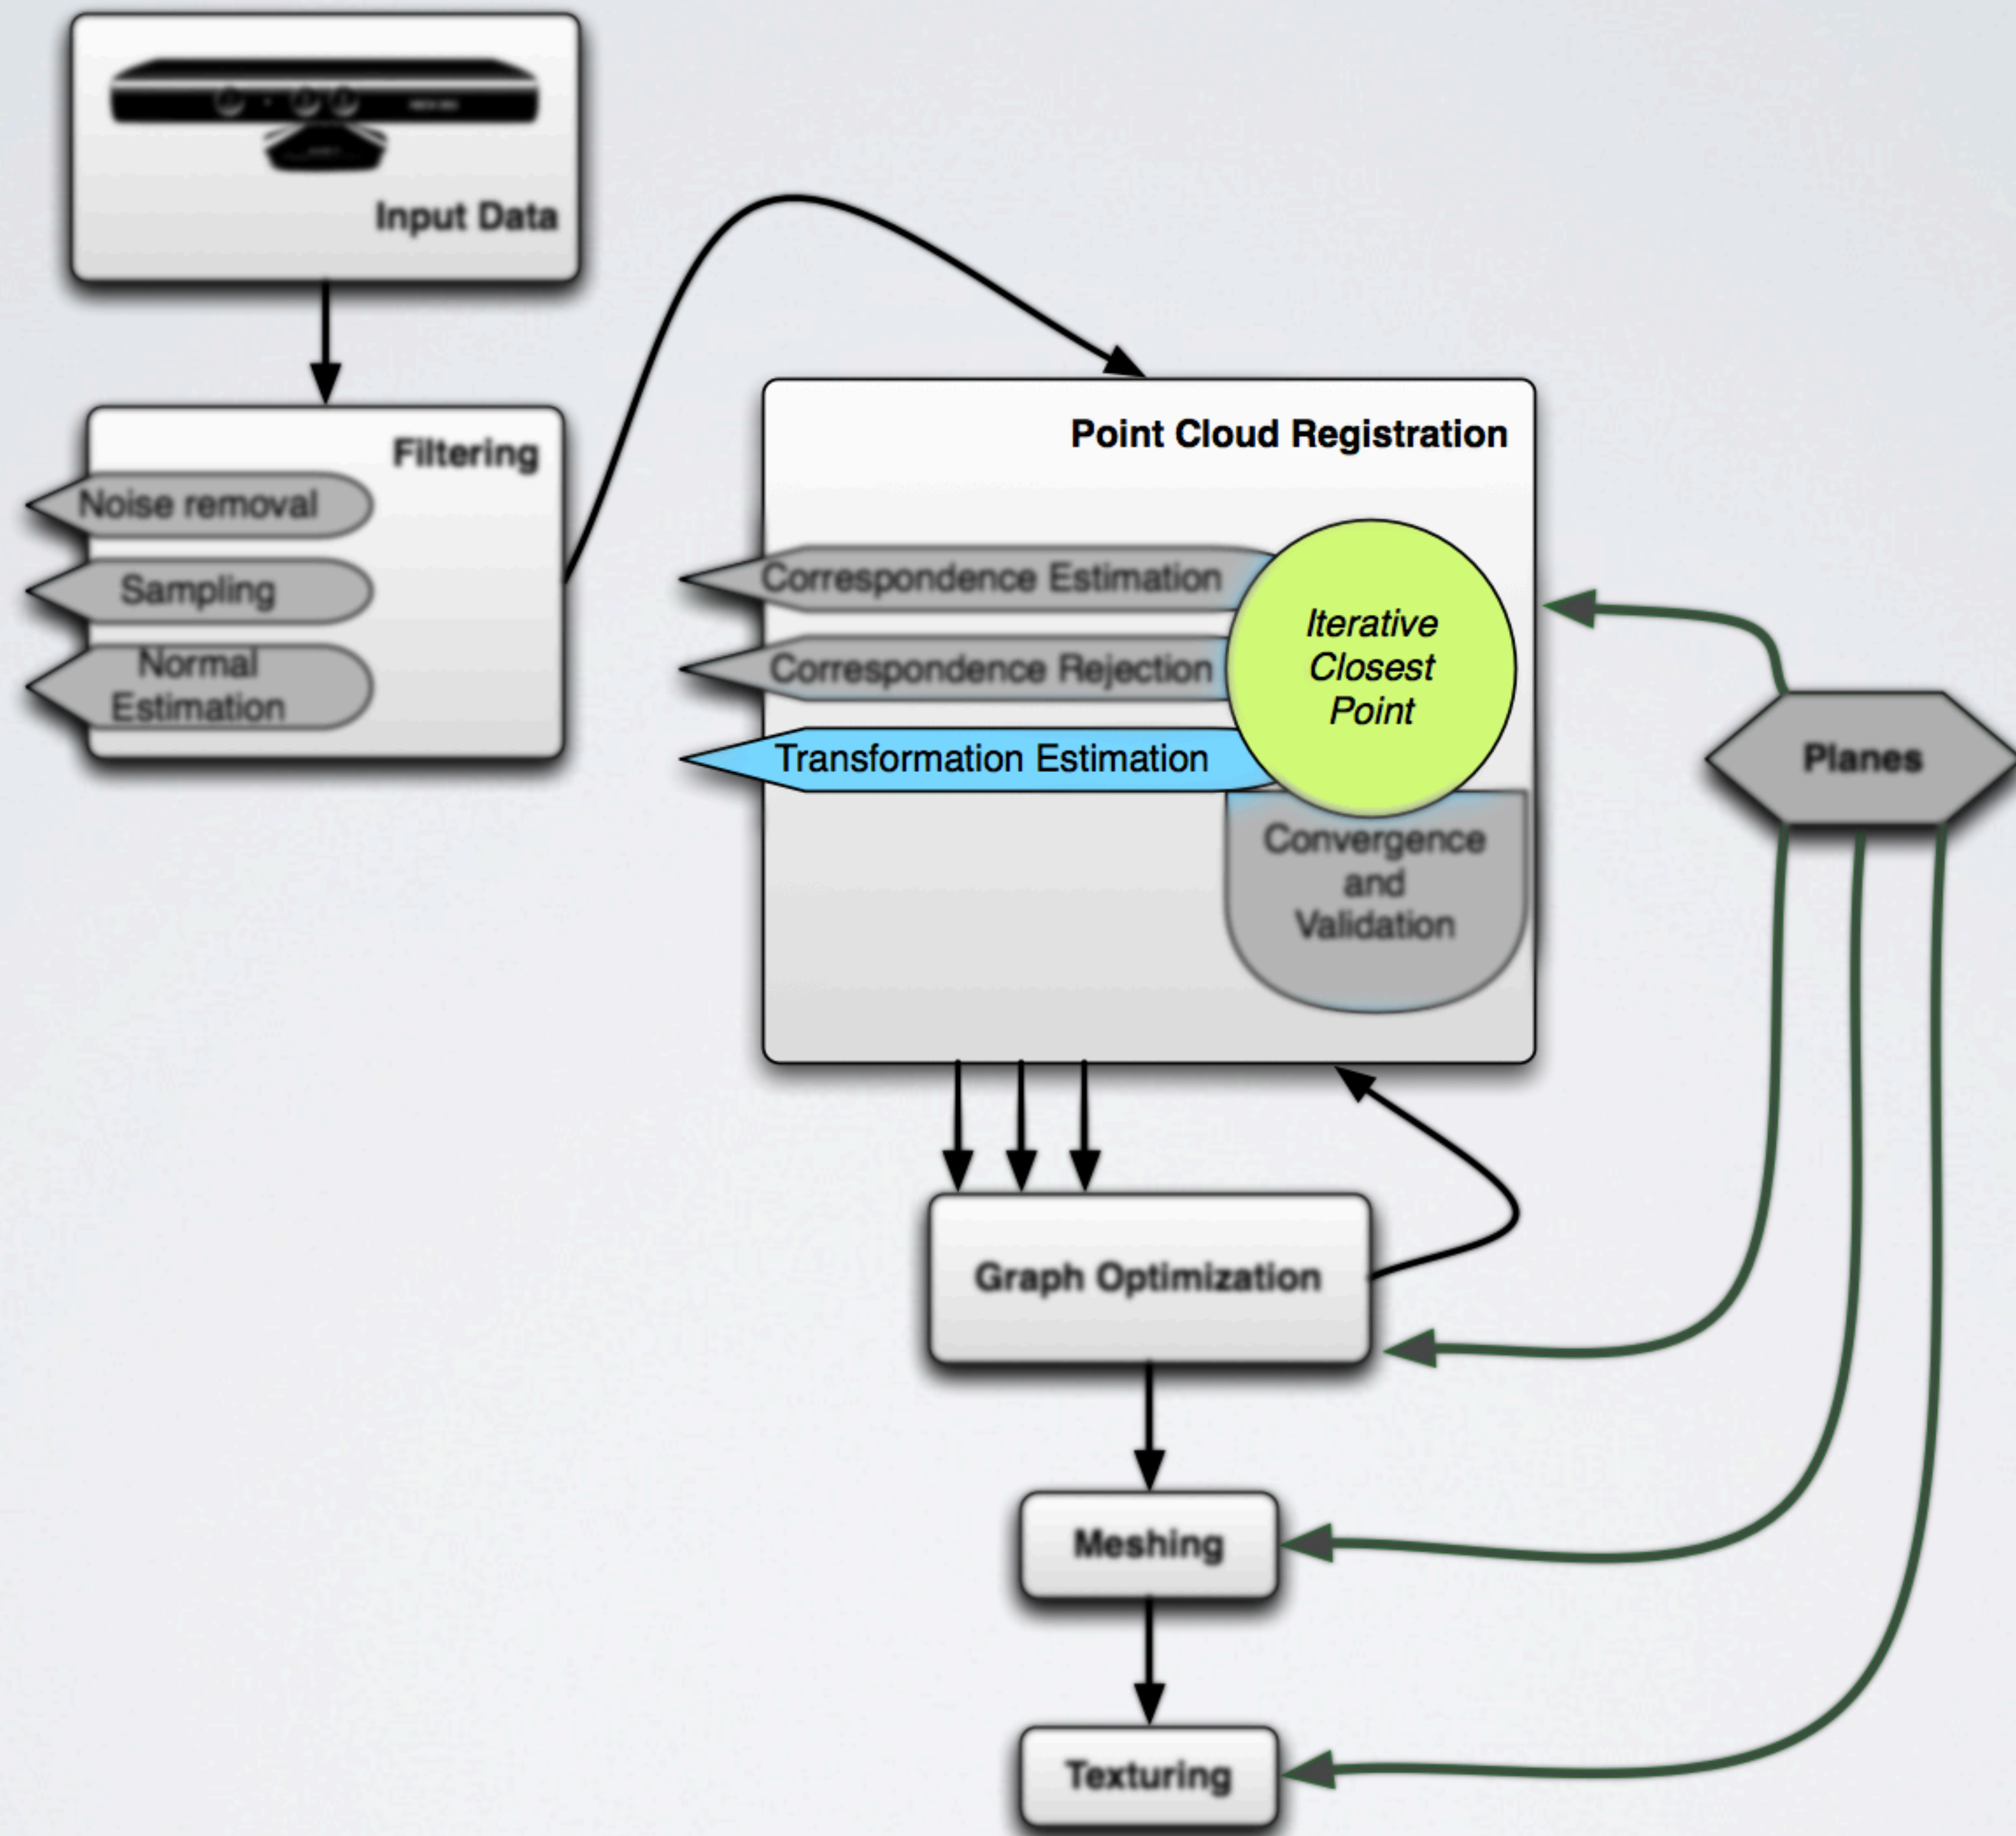 Input Data
Filtering
Noise removal
Sampling
Normal
Estimation
Point Cloud Registration
Correspondence Estimation
Correspondence Rejection
Transformation Estimation
Iterative
Closest
Point
Convergence
and
Validation
Planes
Graph Optimization
Meshing
Texturing